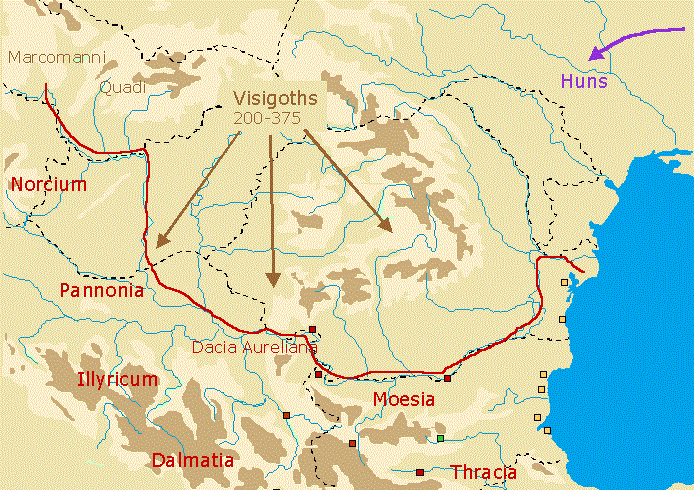 Marcomanni
Quadi
Huns
Visigoths
200-375
Norcium
Pannonia
Dacia Aureliana
Illyricum
Moesia
Dalmatia
Thracia